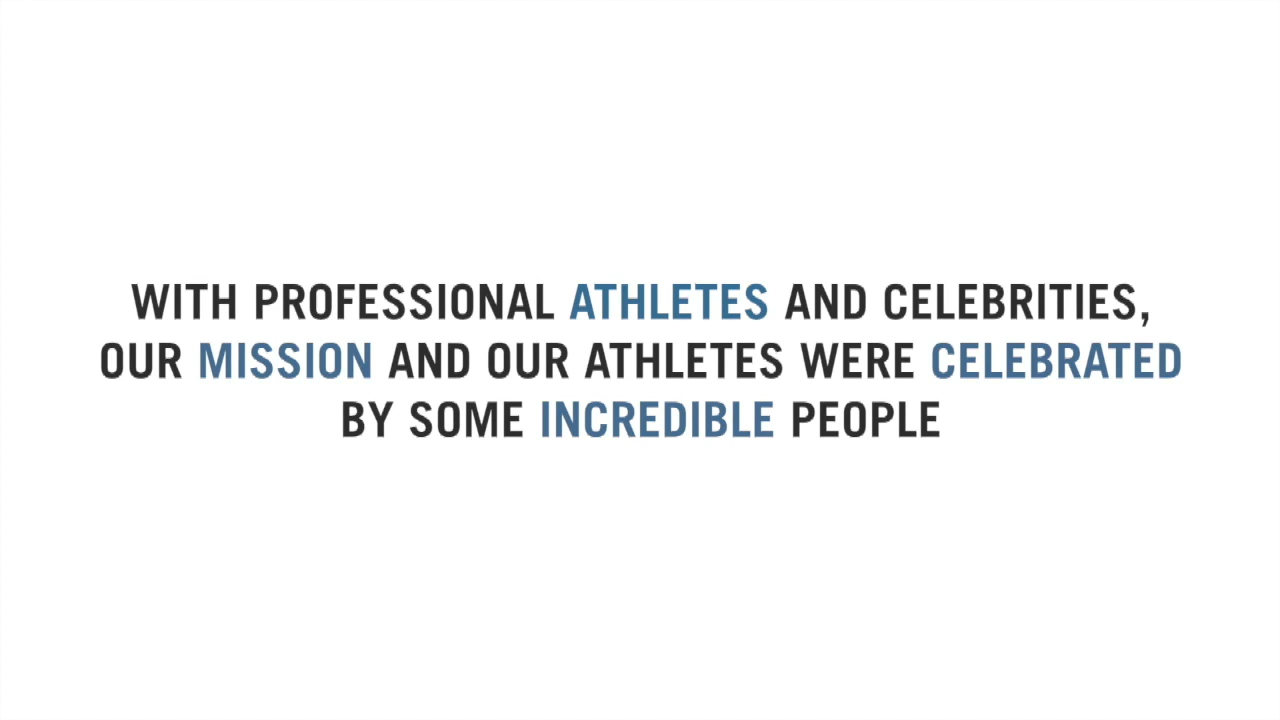 WITH PROFESSIONAL ATHLETES AND CELEBRITIES,
OUR MISSION AND OUR ATHLETES WERE CELEBRATED
BY SOME INCREDIBLE PEOPLE